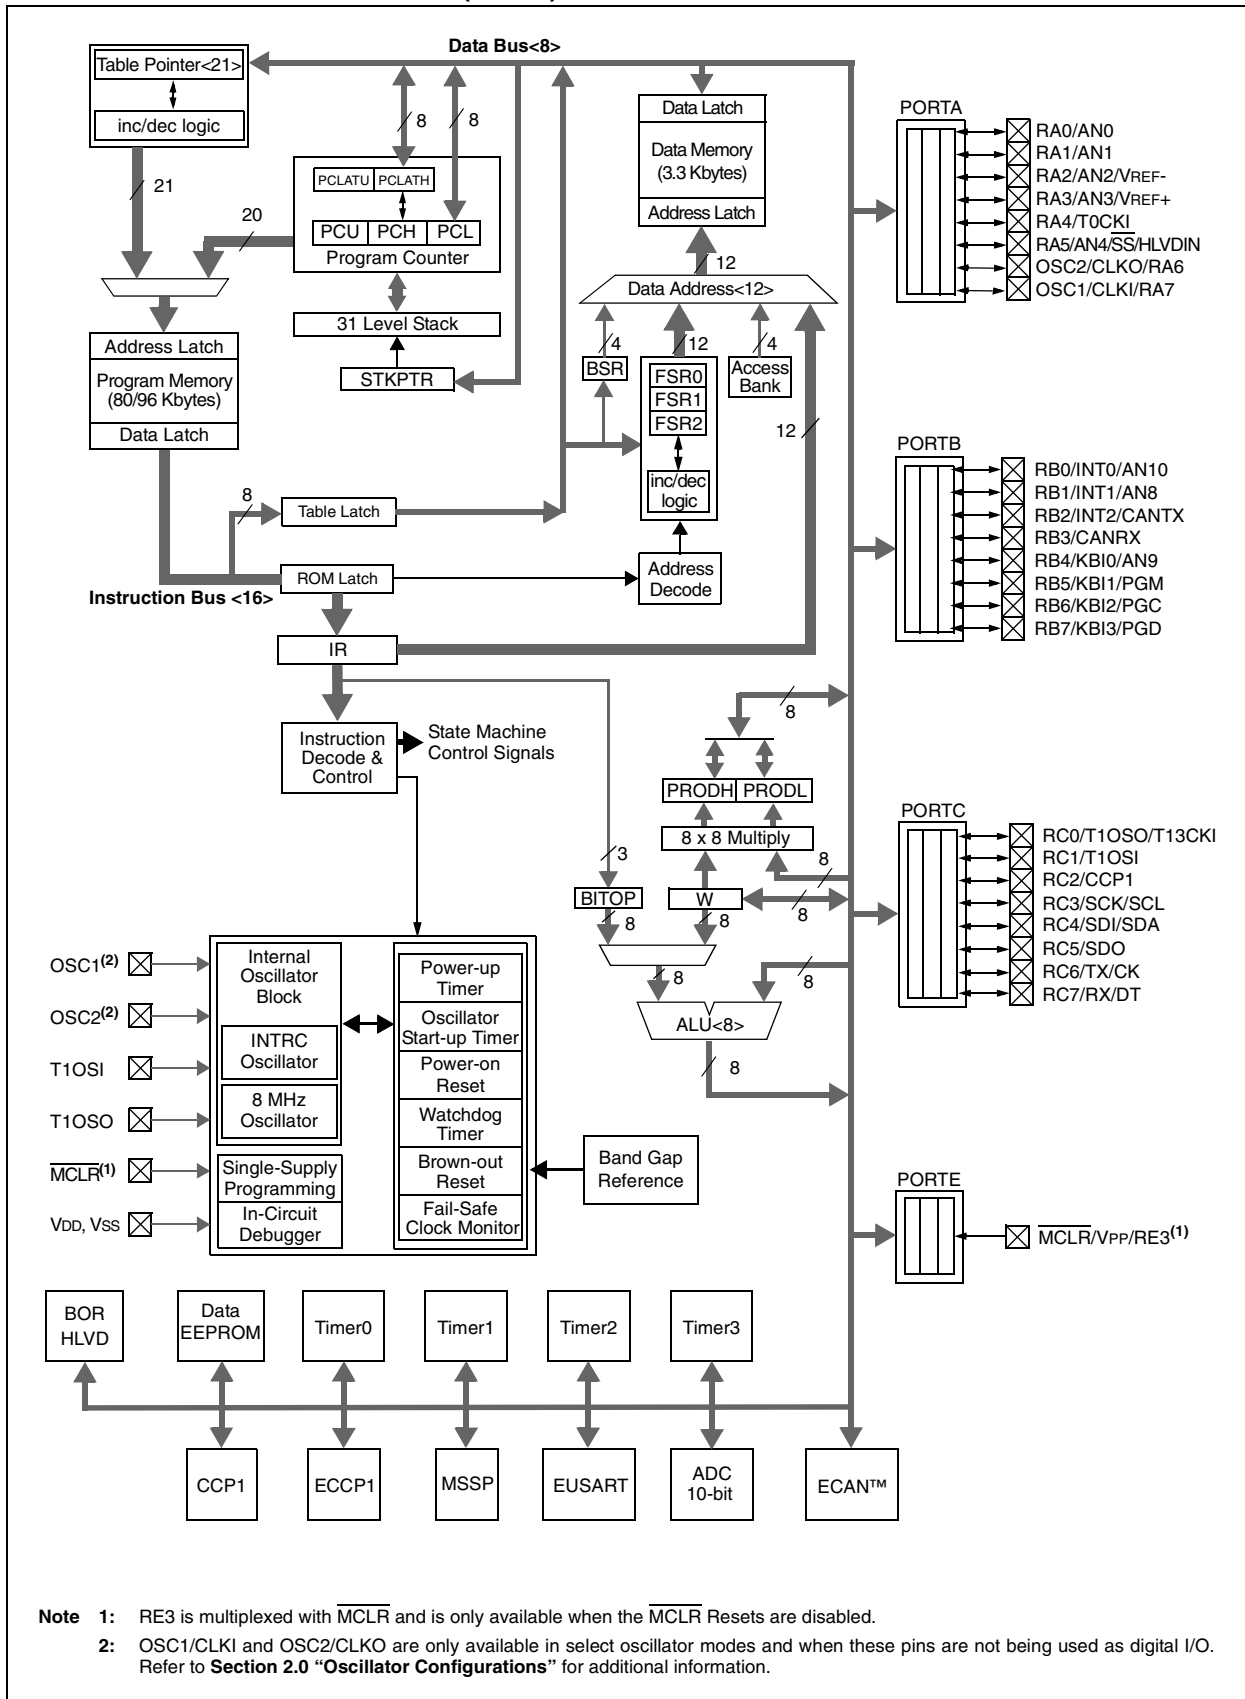 Data Bus<8>
Table Pointer<21>
inc/dec logic
21
20
8
8
PCLATU PCLATH
PCU PCH PCL
Program Counter
31 Level Stack
STKPTR
Address Latch
Program Memory
(80/96 Kbytes)
Data Latch
8
Table Latch
ROM Latch
Instruction Bus <16>
IR
Data Latch
Data Memory
(3.3 Kbytes)
Address Latch
12
Data Address<12>
4
12
4
BSR
FSR0
FSR1
FSR2
inc/dec
logic
Access
Bank
12
Address
Decode
Instruction
Decode &
Control
State Machine
Control Signals
8
PRODH PRODL
8 x 8 Multiply
3
8
BITOP
W
8
8
8
8
8
ALU<8>
8
PORTA
RA0/AN0
RA1/AN1
RA2/AN2/VREF-
RA3/AN3/VREF+
RA4/T0CKI
RA5/AN4/SS/HLVDIN
OSC2/CLKO/RA6
OSC1/CLKI/RA7
PORTB
RB0/INT0/AN10
RB1/INT1/AN8
RB2/INT2/CANTX
RB3/CANRX
RB4/KBI0/AN9
RB5/KBI1/PGM
RB6/KBI2/PGC
RB7/KBI3/PGD
PORTC
RC0/T1OSO/T13CKI
RC1/T1OSI
RC2/CCP1
RC3/SCK/SCL
RC4/SDI/SDA
RC5/SDO
RC6/TX/CK
RC7/RX/DT
PORTE
MCLR/VPP/RE3(1)
OSC1(2)
OSC2(2)
T1OSI
T1OSO
MCLR(1)
VDD, VSS
Internal
Oscillator
Block
INTRC
Oscillator
8 MHz
Oscillator
Single-Supply
Programming
In-Circuit
Debugger
Power-up
Timer
Oscillator
Start-up Timer
Power-on
Reset
Watchdog
Timer
Brown-out
Reset
Fail-Safe
Clock Monitor
Band Gap
Reference
BOR
HLVD
Data
EEPROM
Timer0
Timer1
Timer2
Timer3
CCP1
ECCP1
MSSP
EUSART
ADC
10-bit
ECAN™
Note 1: RE3 is multiplexed with MCLR and is only available when the MCLR Resets are disabled.
2: OSC1/CLKI and OSC2/CLKO are only available in select oscillator modes and when these pins are not being used as digital I/O.
Refer to Section 2.0 “Oscillator Configurations” for additional information.